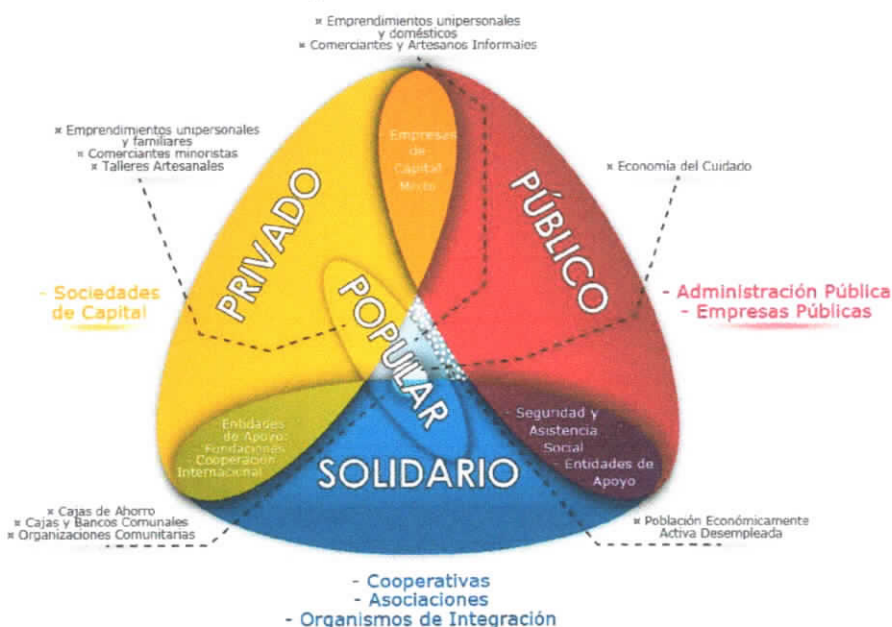 ¤ Emprendimientos unipersonales
y domésticos
¤ Comerciantes y Artesanos Informales
¤ Emprendimientos unipersonales
y familiares
¤ Comerciantes minoristas
¤ Talleres Artesanales
- Empresas
de
Capital
Mixto
¤ Economía del Cuidado
PRIVADO
PÚBLICO
- Sociedades
de Capital
POPULAR
- Administración Pública
- Empresas Públicas
- Entidades
de Apoyo:
- Fundaciones
- Cooperación
Internacional
- Seguridad y
Asistencia
Social
- Entidades de
Apoyo
SOLIDARIO
¤ Cajas de Ahorro
¤ Cajas y Bancos Comunales
¤ Organizaciones Comunitarias
¤ Población Económicamente
Activa Desempleada
- Cooperativas
- Asociaciones
- Organismos de Integración